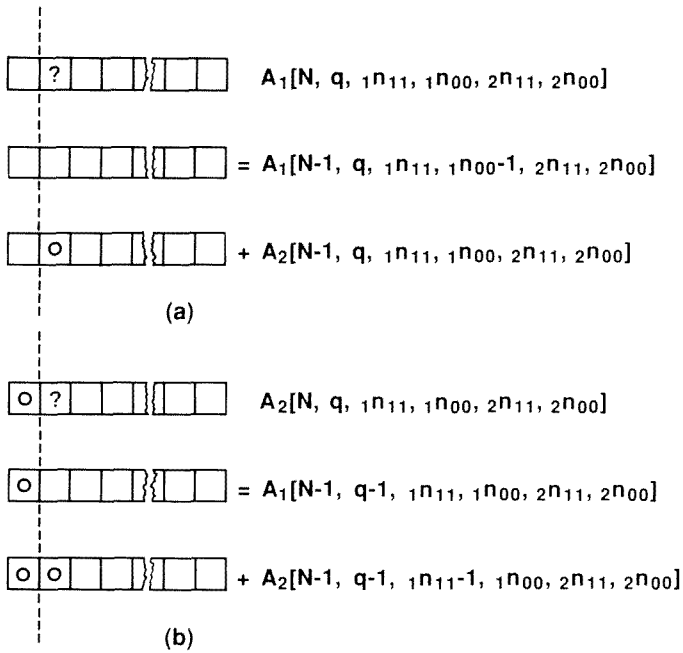 ? A₁[N, q, ₁n₁₁, ₁n₀₀, ₂n₁₁, ₂n₀₀]
= A₁[N-1, q, ₁n₁₁, ₁n₀₀-1, ₂n₁₁, ₂n₀₀]
O + A₂[N-1, q, ₁n₁₁, ₁n₀₀, ₂n₁₁, ₂n₀₀]
(a)
O ? A₂[N, q, ₁n₁₁, ₁n₀₀, ₂n₁₁, ₂n₀₀]
O = A₁[N-1, q-1, ₁n₁₁, ₁n₀₀, ₂n₁₁, ₂n₀₀]
O O + A₂[N-1, q-1, ₁n₁₁-1, ₁n₀₀, ₂n₁₁, ₂n₀₀]
(b)